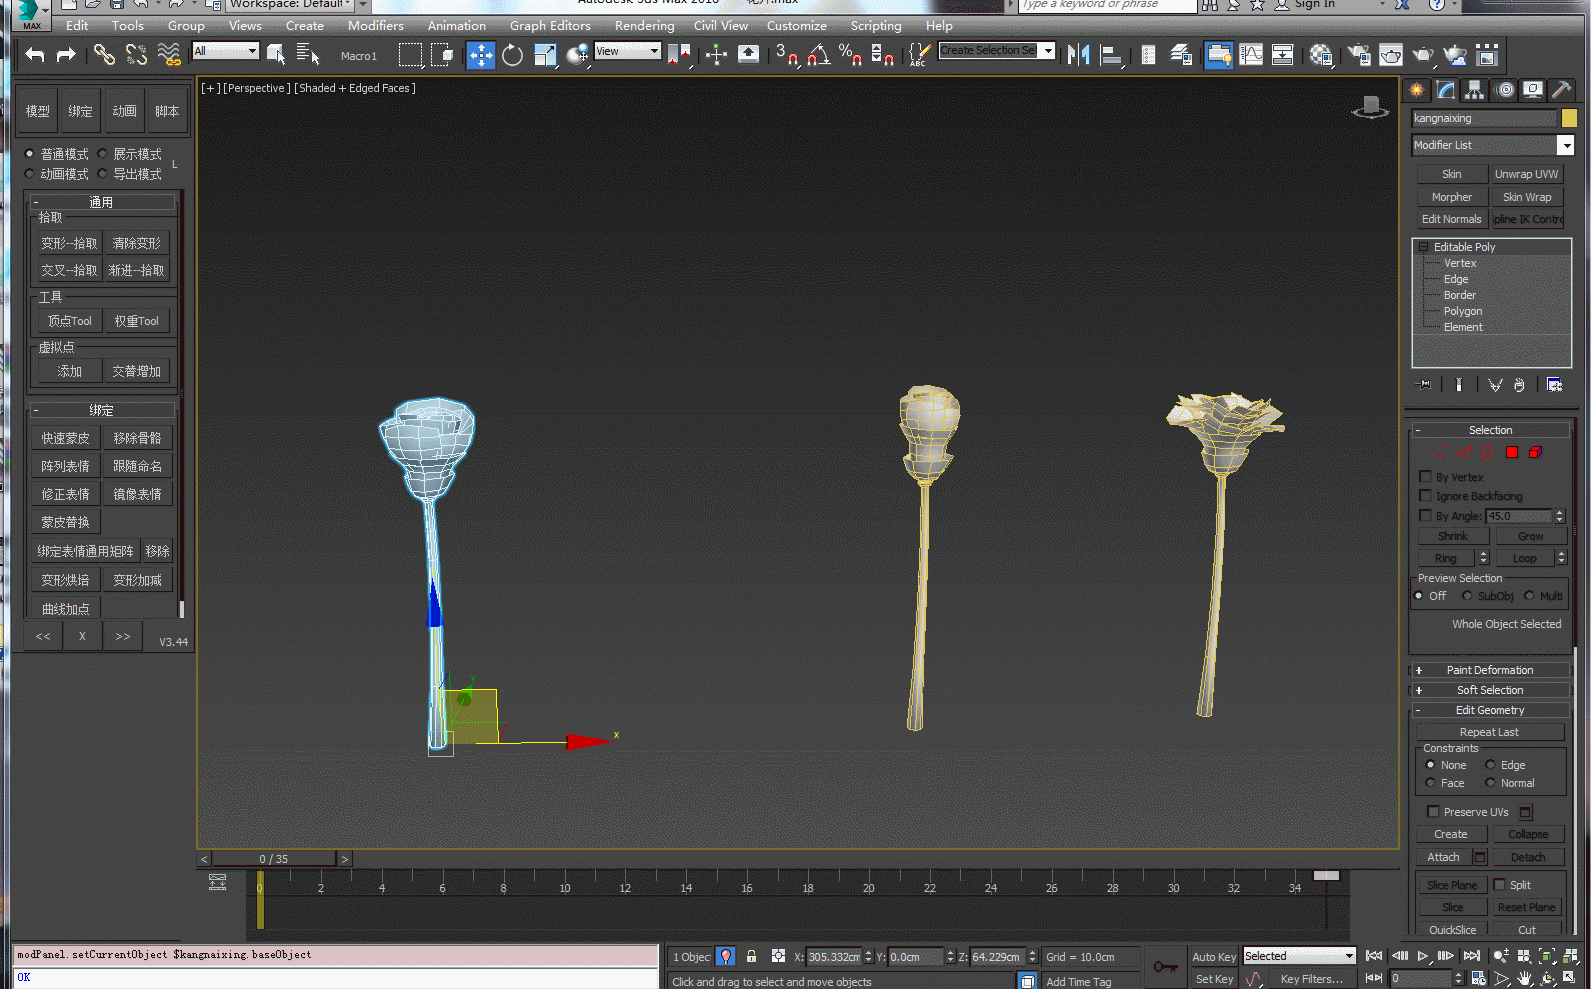 Workspace: Default
Autodesk 3ds Max 2016
.max
Type a keyword or phrase
Sign In
MAX
Edit Tools Group Views Create Modifiers Animation Graph Editors Rendering Civil View Customize Scripting Help
All
Macro1
View
3
%
ABC
Create Selection Set
模型 绑定 动画 脚本
普通模式 展示模式
动画模式 导出模式
L
- 通用
拾取
变形--拾取 清除变形
交叉--拾取 渐进--拾取
工具
顶点Tool 权重Tool
虚拟点
添加 交替增加
- 绑定
快速蒙皮 移除骨骼
阵列表情 跟随命名
修正表情 镜像表情
蒙皮替换
绑定表情通用矩阵 移除
变形烘培 变形加减
曲线加点
<< X >> V3.44
[+] [Perspective] [Shaded + Edged Faces]
x
kangnaixing
Modifier List
Skin Unwrap UVW
Morpher Skin Wrap
Edit Normals pline IK Contro
Editable Poly
Vertex
Edge
Border
Polygon
Element
- Selection
By Vertex
Ignore Backfacing
By Angle: 45.0
Shrink Grow
Ring Loop
Preview Selection
Off SubObj Multi
Whole Object Selected
+ Paint Deformation
+ Soft Selection
- Edit Geometry
Repeat Last
Constraints
None Edge
Face Normal
Preserve UVs
Create Collapse
Attach Detach
Slice Plane Split
Slice Reset Plane
QuickSlice Cut
< 0 / 35 >
0 2 4 6 8 10 12 14 16 18 20 22 24 26 28 30 32 34
modPanel.setCurrentObject $kangnaixing.baseObject
OK
1 Object X: 305.332cm Y: 0.0cm Z: 64.229cm Grid = 10.0cm
Auto Key Selected
Click and drag to select and move objects Add Time Tag
Set Key Key Filters... 0